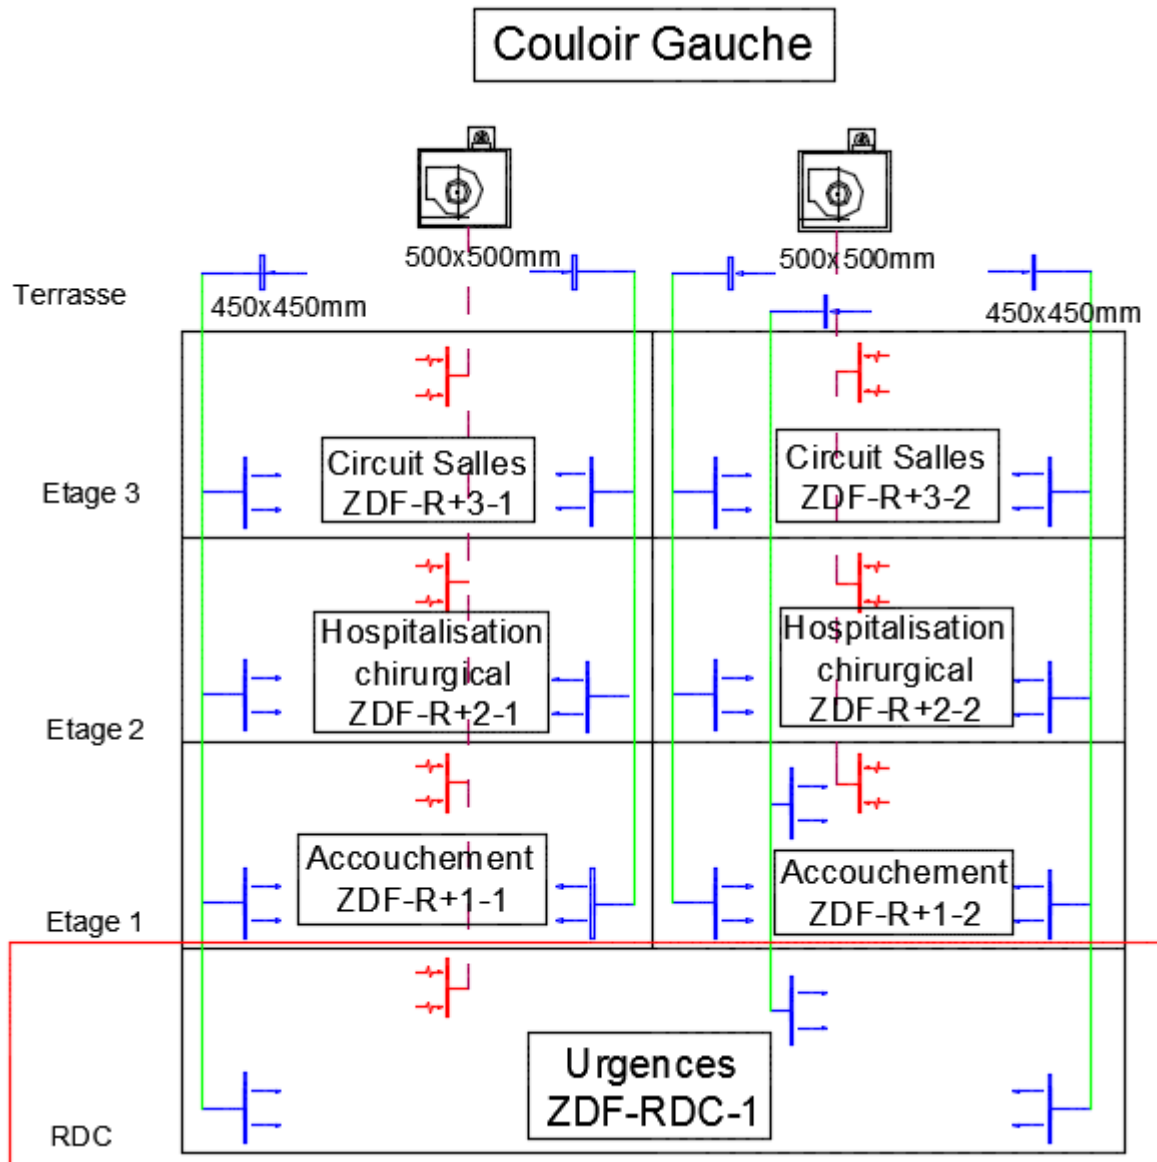 Couloir Gauche
500x500mm
500x500mm
Terrasse
450x450mm
450x450mm
Etage 3
Circuit Salles
ZDF-R+3-1
Circuit Salles
ZDF-R+3-2
Etage 2
Hospitalisation
chirurgical
ZDF-R+2-1
Hospitalisation
chirurgical
ZDF-R+2-2
Etage 1
Accouchement
ZDF-R+1-1
Accouchement
ZDF-R+1-2
Urgences
ZDF-RDC-1
RDC